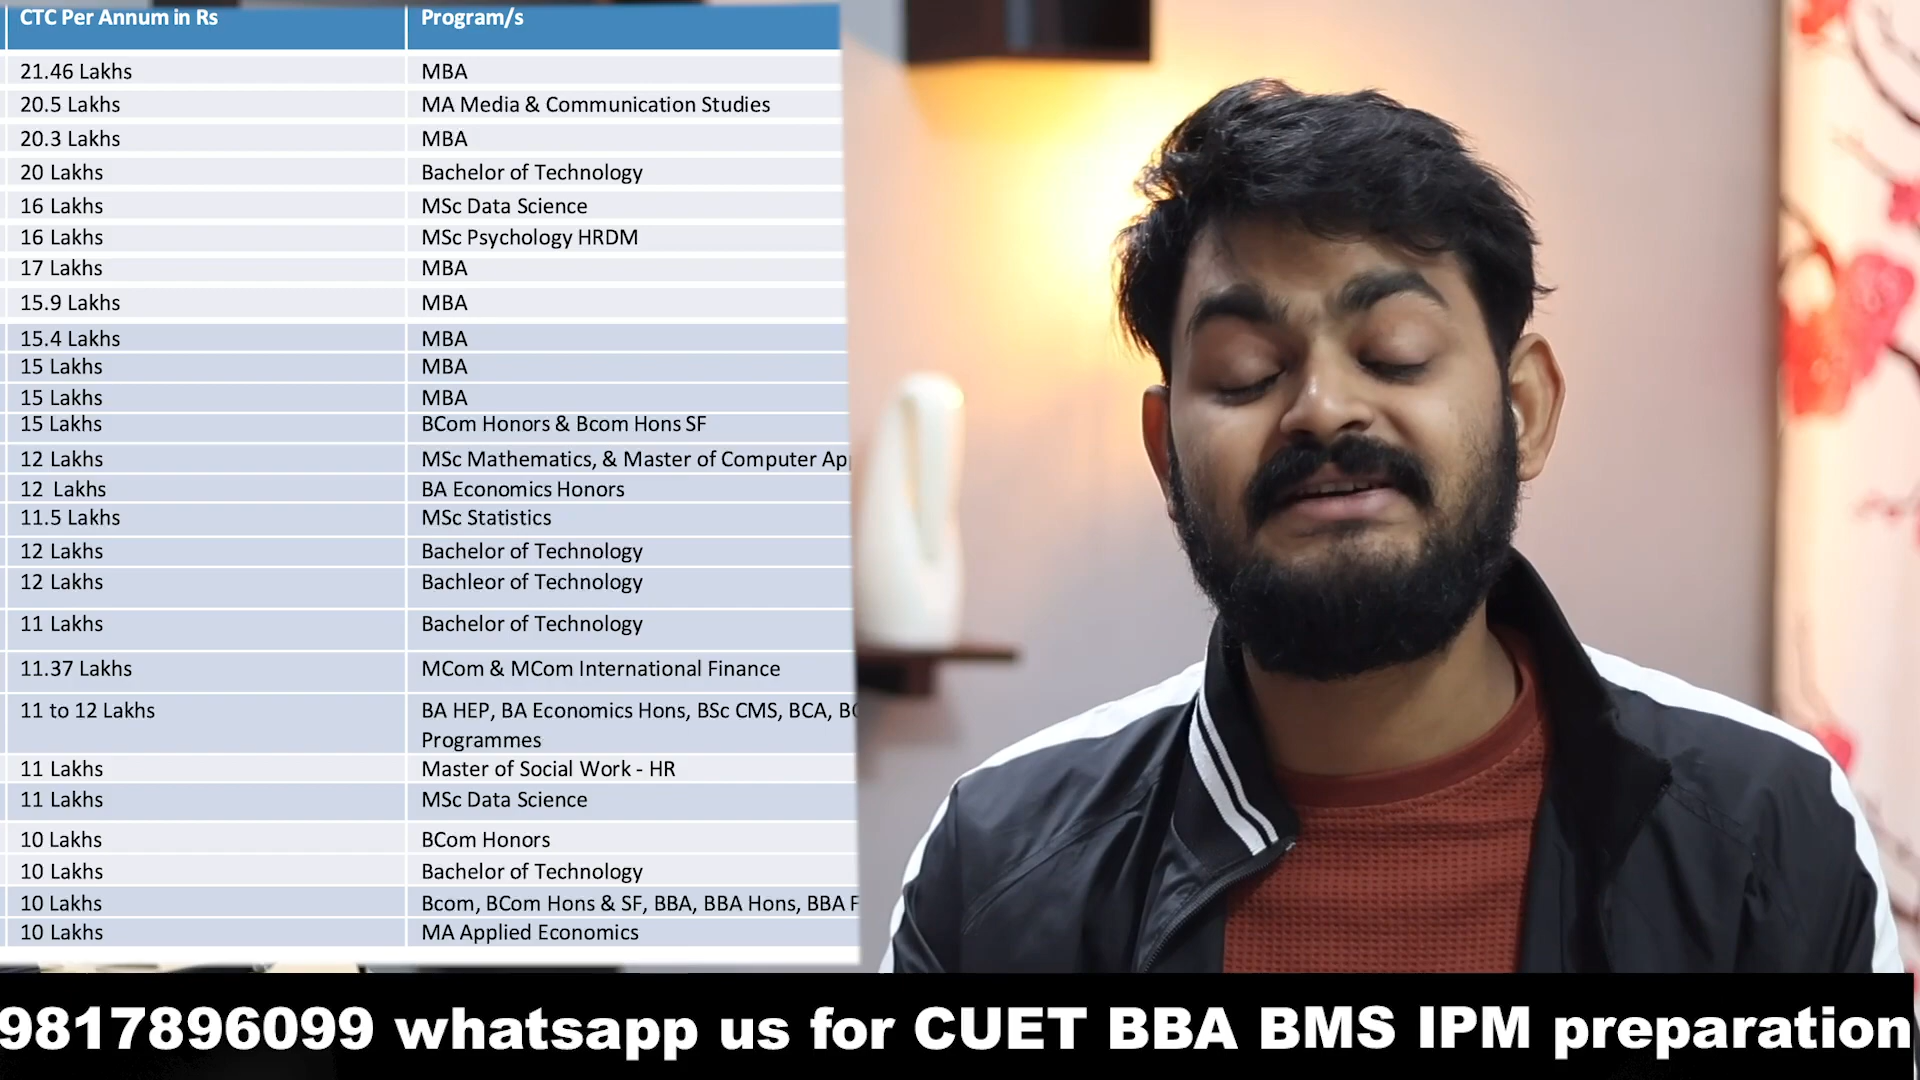 CTC Per Annum in Rs Program/s
21.46 Lakhs MBA
20.5 Lakhs MA Media & Communication Studies
20.3 Lakhs MBA
20 Lakhs Bachelor of Technology
16 Lakhs MSc Data Science
16 Lakhs MSc Psychology HRDM
17 Lakhs MBA
15.9 Lakhs MBA
15.4 Lakhs MBA
15 Lakhs MBA
15 Lakhs MBA
15 Lakhs BCom Honors & Bcom Hons SF
12 Lakhs MSc Mathematics, & Master of Computer
12 Lakhs BA Economics Honors
11.5 Lakhs MSc Statistics
12 Lakhs Bachelor of Technology
12 Lakhs Bachleor of Technology
11 Lakhs Bachelor of Technology
11.37 Lakhs MCom & MCom International Finance
11 to 12 Lakhs BA HEP, BA Economics Hons, BSc CMS, BCA,
Programmes
11 Lakhs Master of Social Work - HR
11 Lakhs MSc Data Science
10 Lakhs BCom Honors
10 Lakhs Bachelor of Technology
10 Lakhs Bcom, BCom Hons & SF, BBA, BBA Hons, BBA F
10 Lakhs MA Applied Economics
9817896099 whatsapp us for CUET BBA BMS IPM preparation